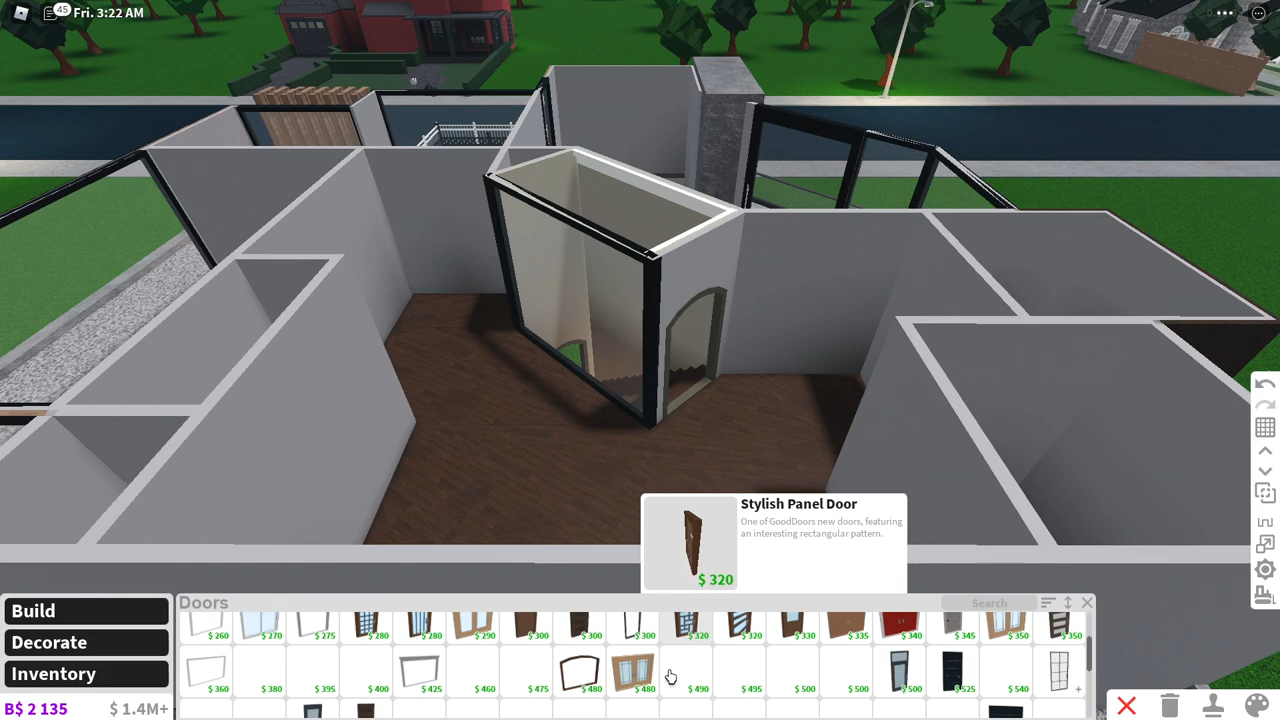 45 Fri. 3:22 AM
Stylish Panel Door
One of GoodDoors new doors, featuring
an interesting rectangular pattern.
$ 320
Build
Decorate
Inventory
B$ 2 135 $ 1.4M+
Doors
Search
$ 260 $ 270 $ 275 $ 280 $ 280 $ 290 $ 300 $ 300 $ 300 $ 320 $ 320 $ 330 $ 335 $ 340 $ 345 $ 350 $ 350
$ 360 $ 380 $ 395 $ 400 $ 425 $ 460 $ 475 $ 480 $ 480 $ 490 $ 495 $ 500 $ 500 $ 500 $ 525 $ 540 +